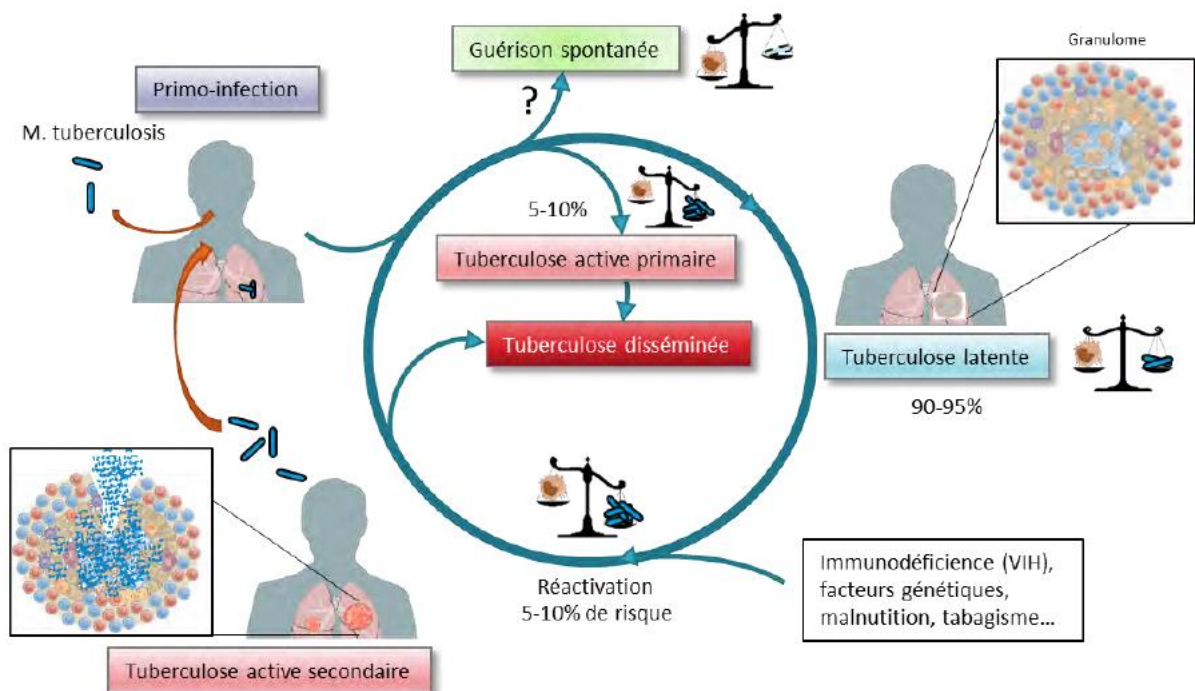 Guérison spontanée
Granulome
Primo-infection
?
M. tuberculosis
5-10%
Tuberculose active primaire
Tuberculose disséminée
Tuberculose latente
90-95%
Réactivation
5-10% de risque
Immunodéficience (VIH),
facteurs génétiques,
malnutrition, tabagisme...
Tuberculose active secondaire